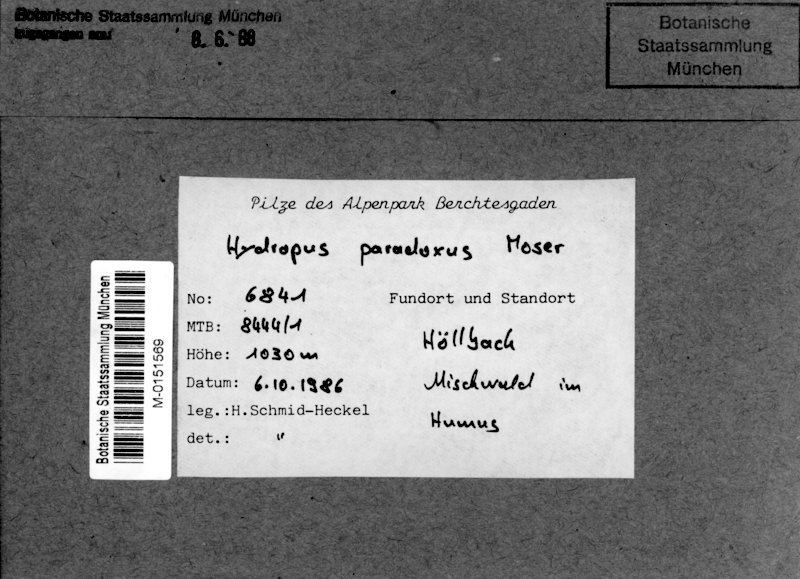 Botanische Staatssammlung München
zugegangen am
8. 6. 88
Botanische
Staatssammlung
München
Pilze des Alpenpark Berchtesgaden
Hydropus paradoxus Moser
No: 6841
MTB: 8444/1
Höhe: 1030 m
Datum: 6.10.1986
leg.:H.Schmid-Heckel
det.: "
Fundort und Standort
Höllbach
Mischwald im
Humus
Botanische Staatssammlung München
M-0151569